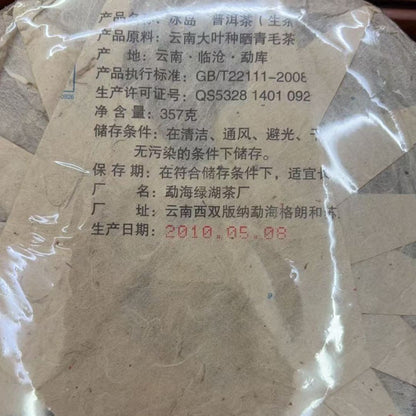 产品名称：冰岛 普洱茶（生茶
产品原料：云南大叶种晒青毛茶
产 地：云南·临沧·勐库
产品执行标准：GB/T22111-2008
生产许可证号：QS5328 1401 092
净 含 量：357克
储存条件：在清洁、通风、避光、干
无污染的条件下储存。
保 存 期：在符合储存条件下，适宜长
厂 名：勐海绿湖茶厂
厂 址：云南西双版纳勐海格朗和
生产日期：2010.05.08